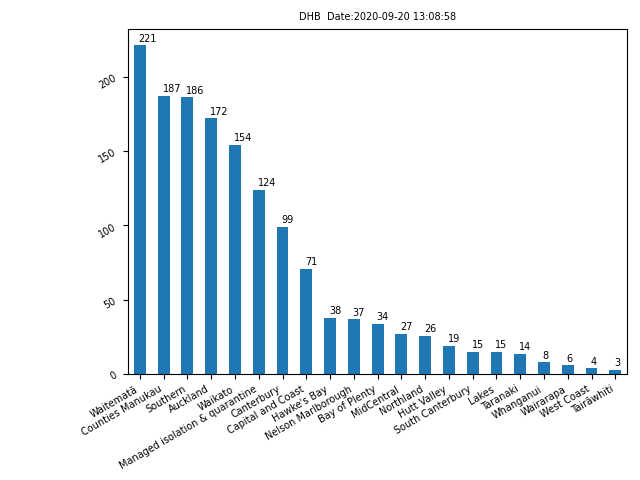 DHB  Date:2020-09-20 13:08:58
221
187
186
172
154
124
99
71
38
37
34
27
26
19
15
15
14
8
6
4
3
200
150
100
50
0
Waitematā
Counties Manukau
Southern
Auckland
Waikato
Managed isolation & quarantine
Canterbury
Capital and Coast
Hawke's Bay
Nelson Marlborough
Bay of Plenty
MidCentral
Northland
Hutt Valley
South Canterbury
Lakes
Taranaki
Whanganui
Wairarapa
West Coast
Tairāwhiti